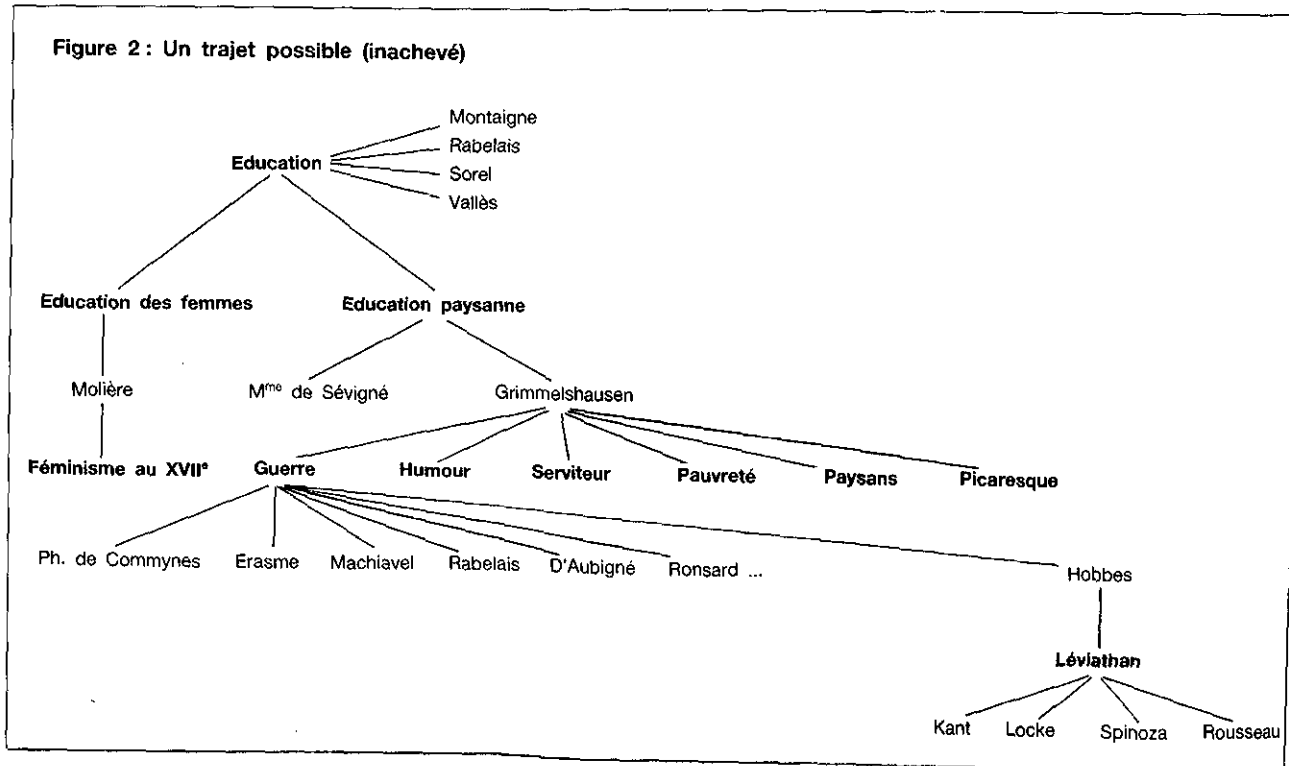 Figure 2 : Un trajet possible (inachevé)
Montaigne
Education
Rabelais
Sorel
Vallès
Education des femmes Education paysanne
Molière Mme de Sévigné Grimmelshausen
Féminisme au XVIIe Guerre Humour Serviteur Pauvreté Paysans Picaresque
Ph. de Commynes Erasme Machiavel Rabelais D'Aubigné Ronsard ...
Hobbes
Léviathan
Kant Locke Spinoza Rousseau